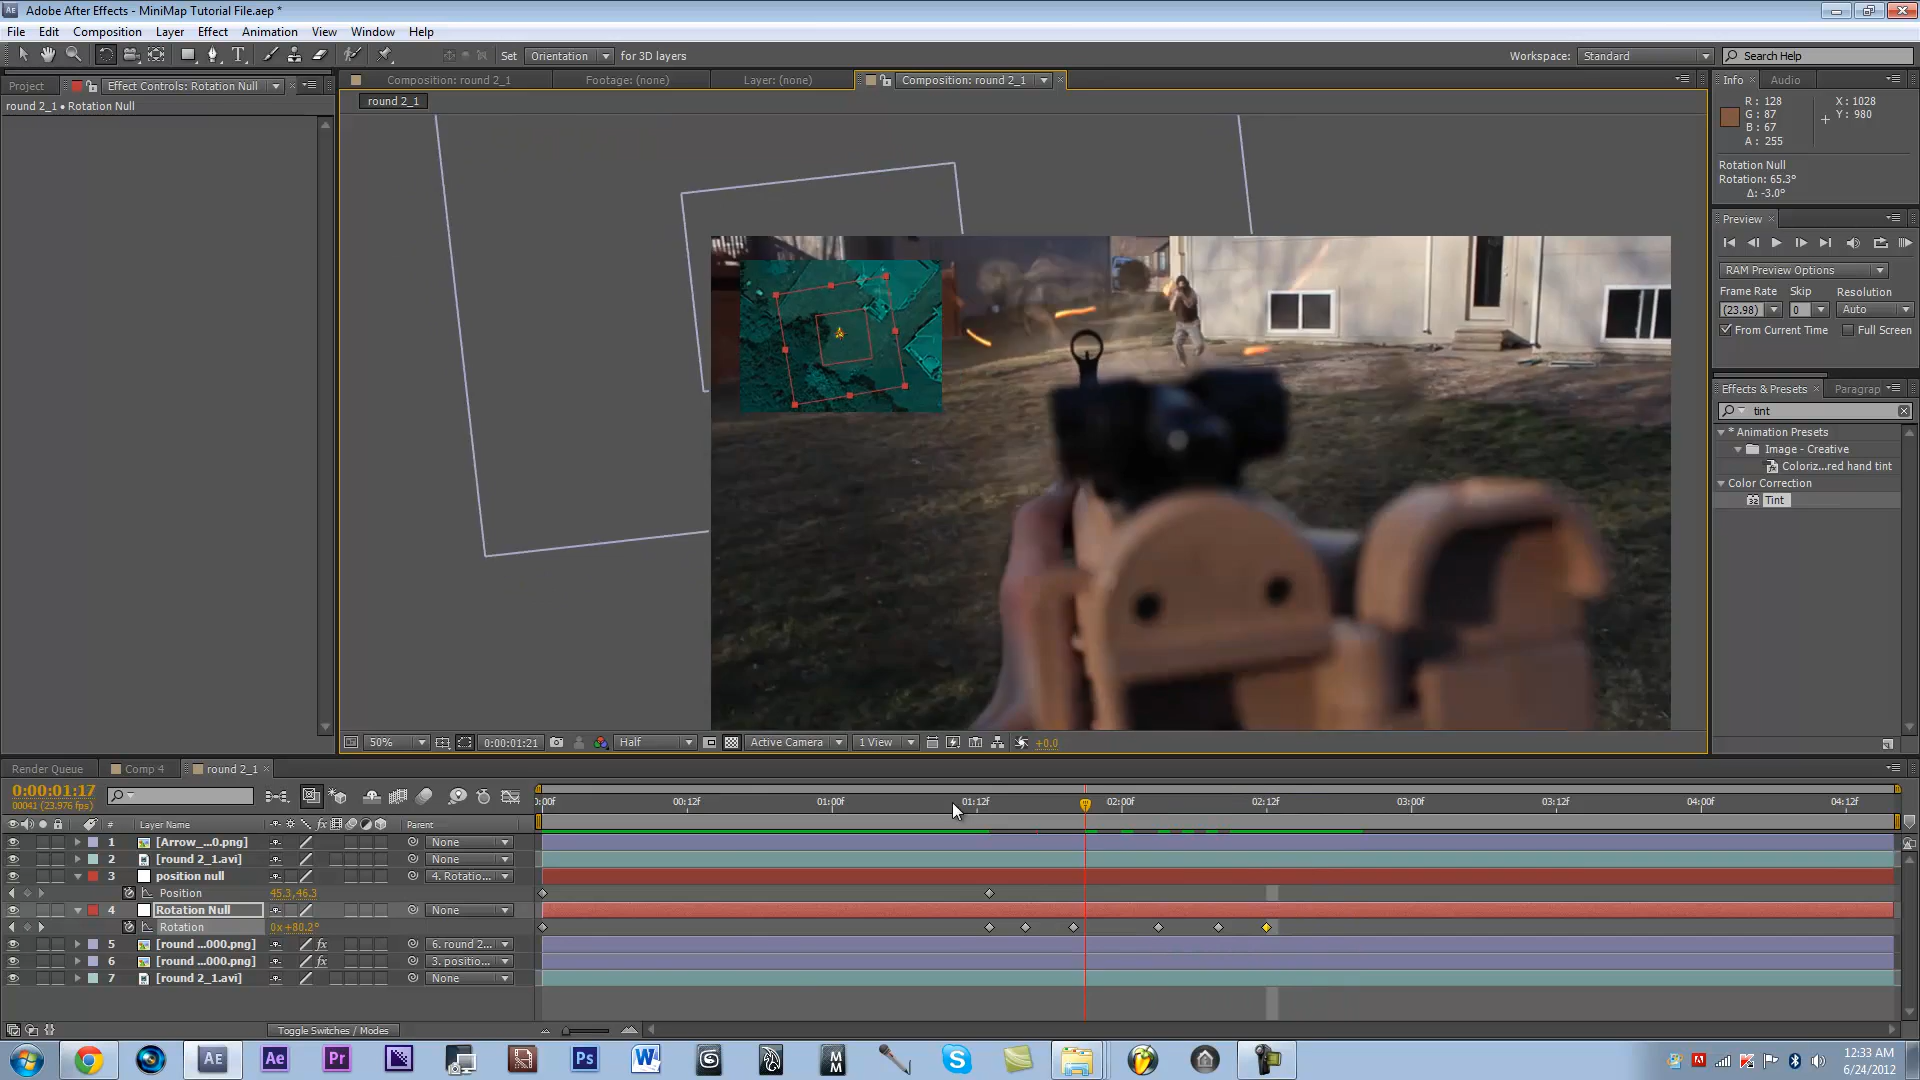 Adobe After Effects - MiniMap Tutorial File.aep *
File Edit Composition Layer Effect Animation View Window Help
Set Orientation for 3D layers
Workspace: Standard
Search Help
Project
Effect Controls: Rotation Null
round 2_1 • Rotation Null
Composition: round 2_1
Footage: (none)
Layer: (none)
Composition: round 2_1
round 2_1
Info
Audio
R: 128
G: 87
B: 67
A: 255
X: 1028
Y: 980
Rotation Null
Rotation: 65.3°
Δ: -3.0°
Preview
RAM Preview Options
Frame Rate Skip Resolution
(23.98) 0 Auto
From Current Time Full Screen
Effects & Presets
Paragrap
tint
* Animation Presets
Image - Creative
Coloriz...red hand tint
Color Correction
Tint
50%
0:00:01:21
Half
Active Camera
1 View
+0.0
Render Queue
Comp 4
round 2_1
0:00:01:17
00041 (23.976 fps)
0:00f 00:12f 01:00f 01:12f 02:00f 02:12f 03:00f 03:12f 04:00f 04:12f
# Layer Name Parent
1 [Arrow_...0.png] None
2 [round 2_1.avi] None
3 position null 4. Rotatio...
Position 45.3,46.3
4 Rotation Null None
Rotation 0x+80.2°
5 [round ...000.png] fx 6. round 2...
6 [round ...000.png] fx 3. positio...
7 [round 2_1.avi] None
Toggle Switches / Modes
12:33 AM
6/24/2012